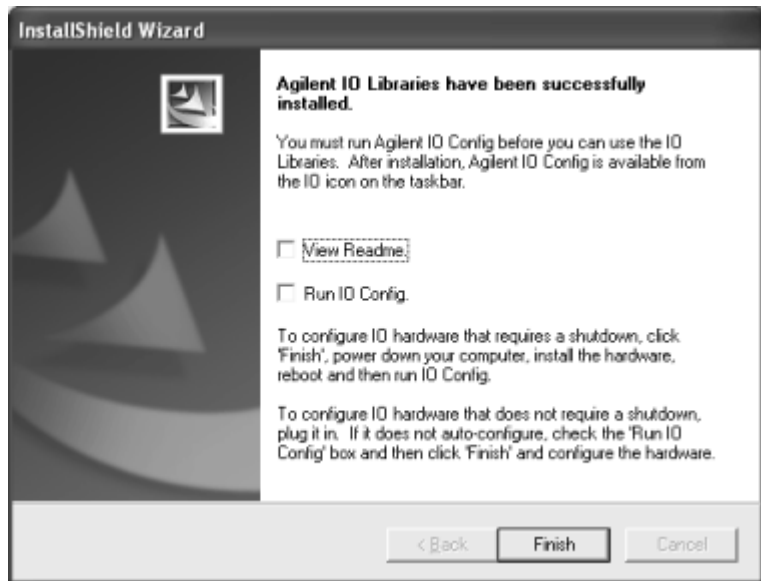 InstallShield Wizard
Agilent IO Libraries have been successfully
installed.
You must run Agilent IO Config before you can use the IO
Libraries. After installation, Agilent IO Config is available from
the IO icon on the taskbar.
View Readme.
Run IO Config.
To configure IO hardware that requires a shutdown, click
'Finish', power down your computer, install the hardware,
reboot and then run IO Config.
To configure IO hardware that does not require a shutdown,
plug it in. If it does not auto-configure, check the 'Run IO
Config' box and then click 'Finish' and configure the hardware.
< Back
Finish
Cancel